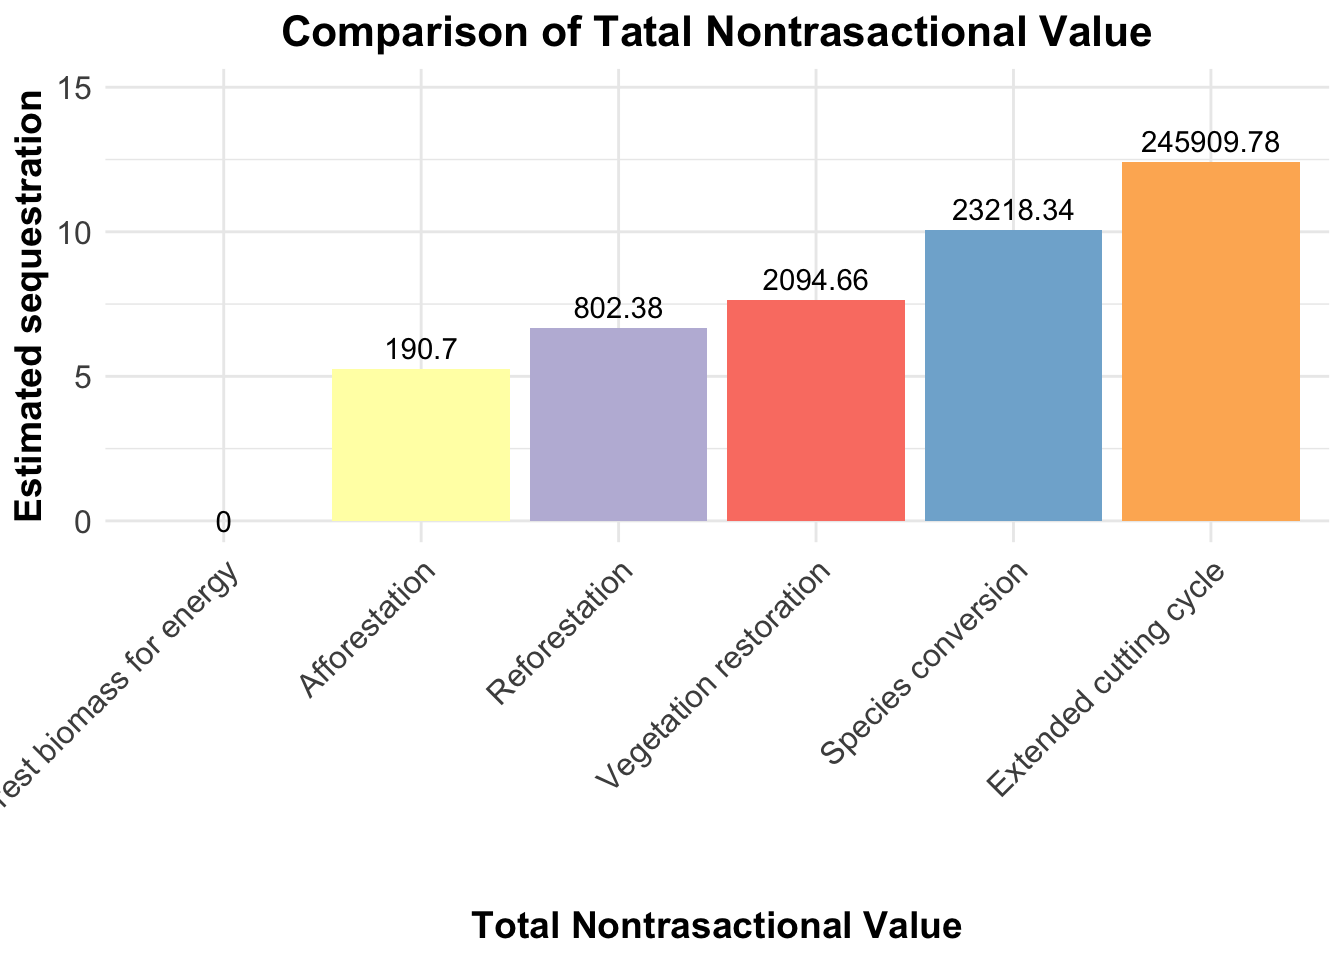 Comparison of Tatal Nontrasactional Value
Estimated sequestration
15
10
5
0
0
190.7
802.38
2094.66
23218.34
245909.78
biomass for energy
Afforestation
Reforestation
Vegetation restoration
Species conversion
Extended cutting cycle
Total Nontrasactional Value